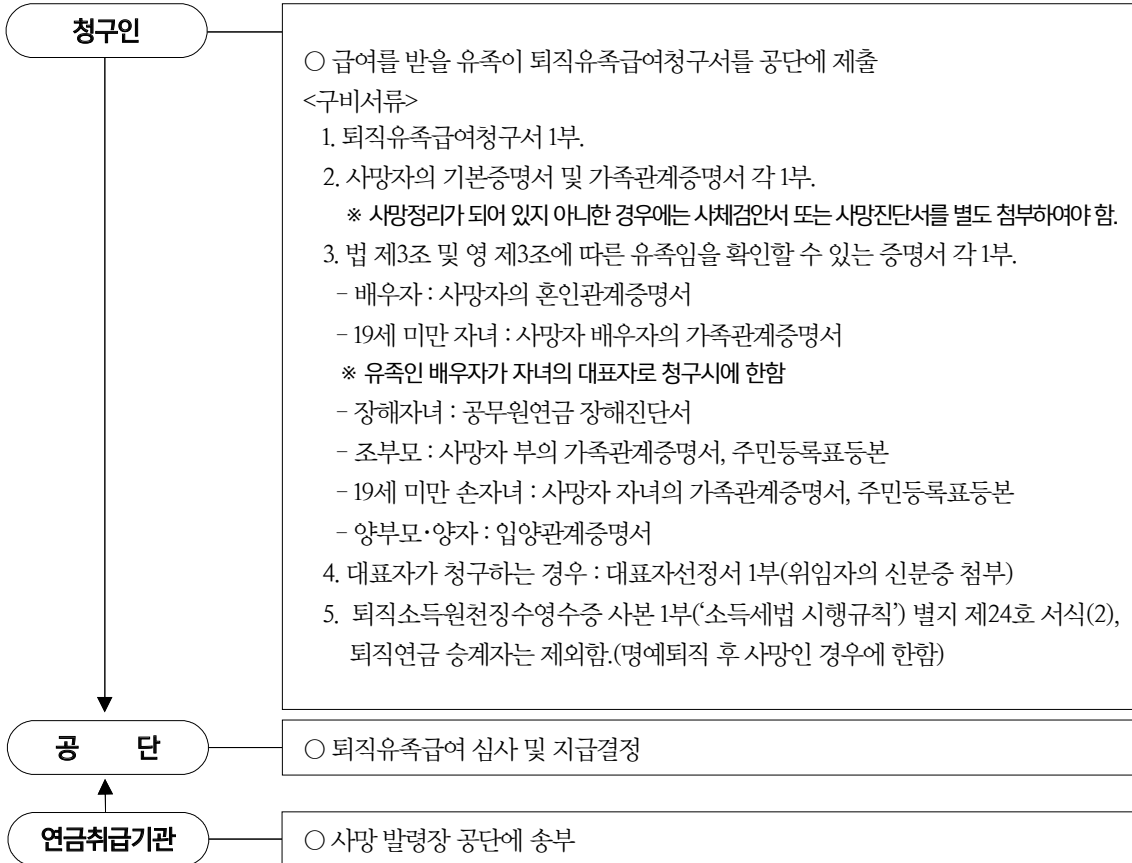 청구인
○ 급여를 받을 유족이 퇴직유족급여청구서를 공단에 제출
<구비서류>
1. 퇴직유족급여청구서 1부.
2. 사망자의 기본증명서 및 가족관계증명서 각 1부.
※ 사망정리가 되어 있지 아니한 경우에는 사체검안서 또는 사망진단서를 별도 첨부하여야 함.
3. 법 제3조 및 영 제3조에 따른 유족임을 확인할 수 있는 증명서 각 1부.
- 배우자 : 사망자의 혼인관계증명서
- 19세 미만 자녀 : 사망자 배우자의 가족관계증명서
※ 유족인 배우자가 자녀의 대표자로 청구시에 한함
- 장해자녀 : 공무원연금 장해진단서
- 조부모 : 사망자 부의 가족관계증명서, 주민등록표등본
- 19세 미만 손자녀 : 사망자 자녀의 가족관계증명서, 주민등록표등본
- 양부모·양자 : 입양관계증명서
4. 대표자가 청구하는 경우 : 대표자선정서 1부(위임자의 신분증 첨부)
5. 퇴직소득원천징수영수증 사본 1부(‘소득세법 시행규칙’) 별지 제24호 서식(2),
퇴직연금 승계자는 제외함.(명예퇴직 후 사망인 경우에 한함)
공 단
○ 퇴직유족급여 심사 및 지급결정
연금취급기관
○ 사망 발령장 공단에 송부